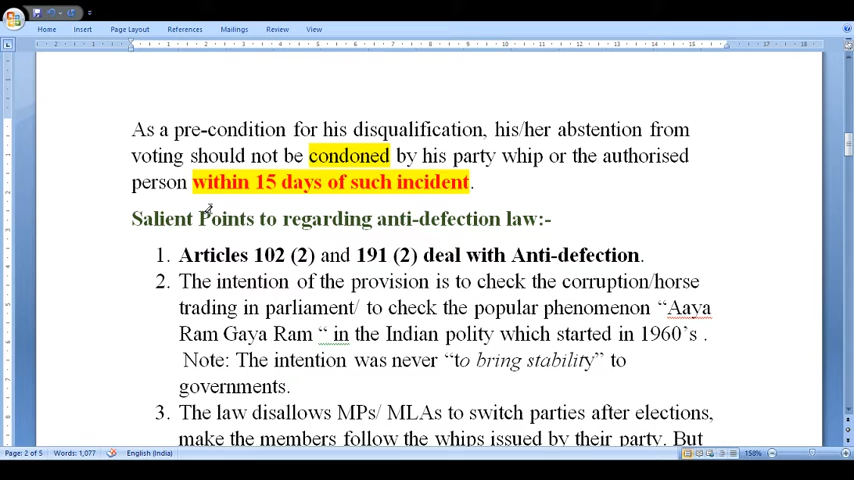 Home Insert Page Layout References Mailings Review View
As a pre-condition for his disqualification, his/her abstention from
voting should not be condoned by his party whip or the authorised
person within 15 days of such incident.
Salient Points to regarding anti-defection law:-
1. Articles 102 (2) and 191 (2) deal with Anti-defection.
2. The intention of the provision is to check the corruption/horse
trading in parliament/ to check the popular phenomenon “Aaya
Ram Gaya Ram “ in the Indian polity which started in 1960’s .
Note: The intention was never “to bring stability” to
governments.
3. The law disallows MPs/ MLAs to switch parties after elections,
make the members follow the whips issued by their party. But
Page: 2 of 5 Words: 1,077 English (India) 158%